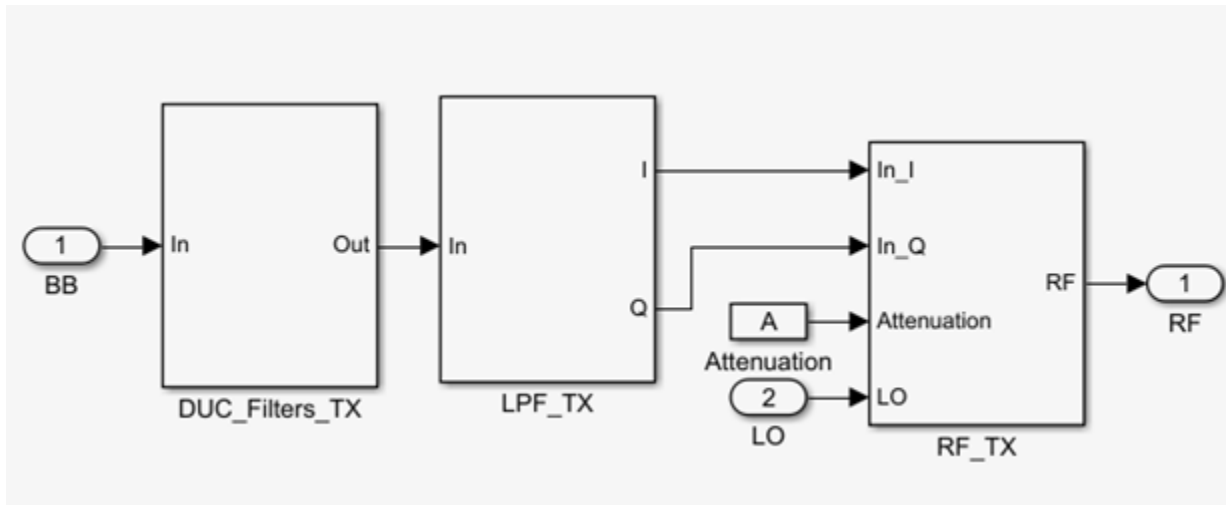 1
BB
In
Out
DUC_Filters_TX
In
I
Q
LPF_TX
A
Attenuation
2
LO
In_I
In_Q
Attenuation
LO
RF
RF_TX
1
RF